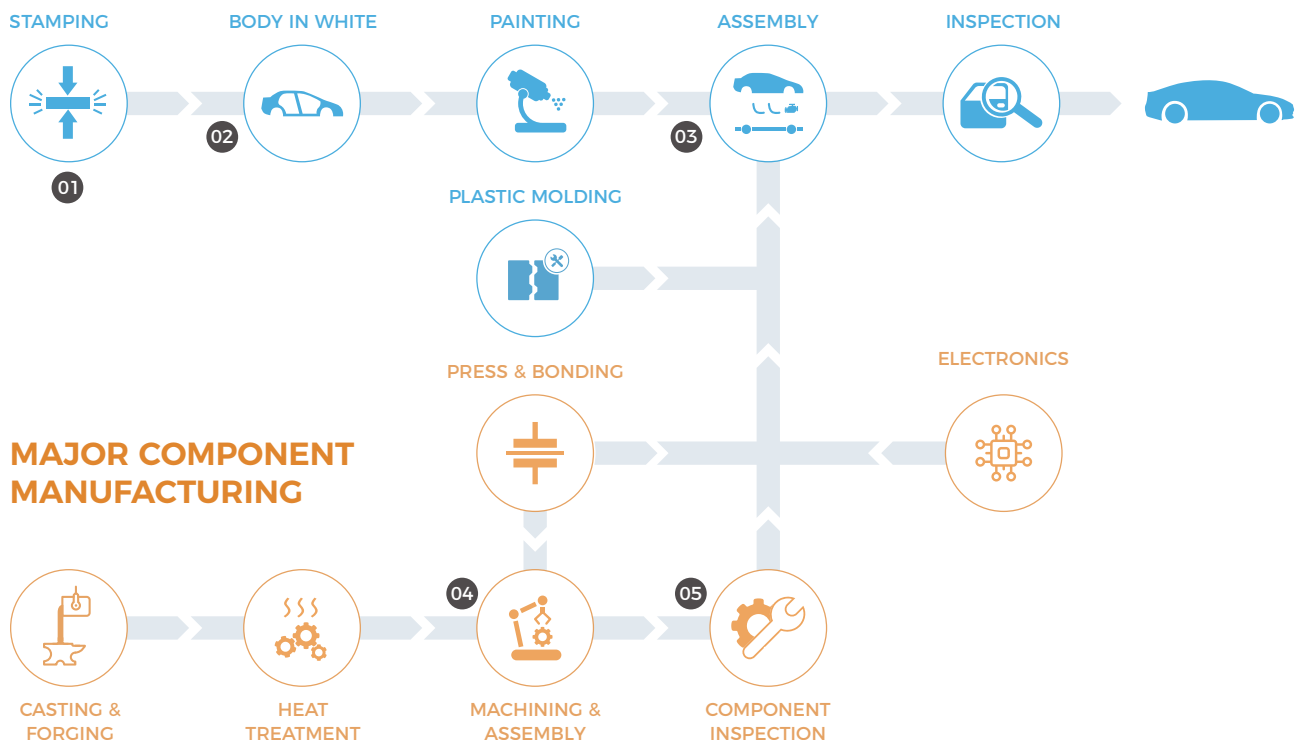 STAMPING
BODY IN WHITE
PAINTING
ASSEMBLY
INSPECTION
02
03
01
PLASTIC MOLDING
PRESS & BONDING
ELECTRONICS
MAJOR COMPONENT
MANUFACTURING
04
05
CASTING &
FORGING
HEAT
TREATMENT
MACHINING &
ASSEMBLY
COMPONENT
INSPECTION